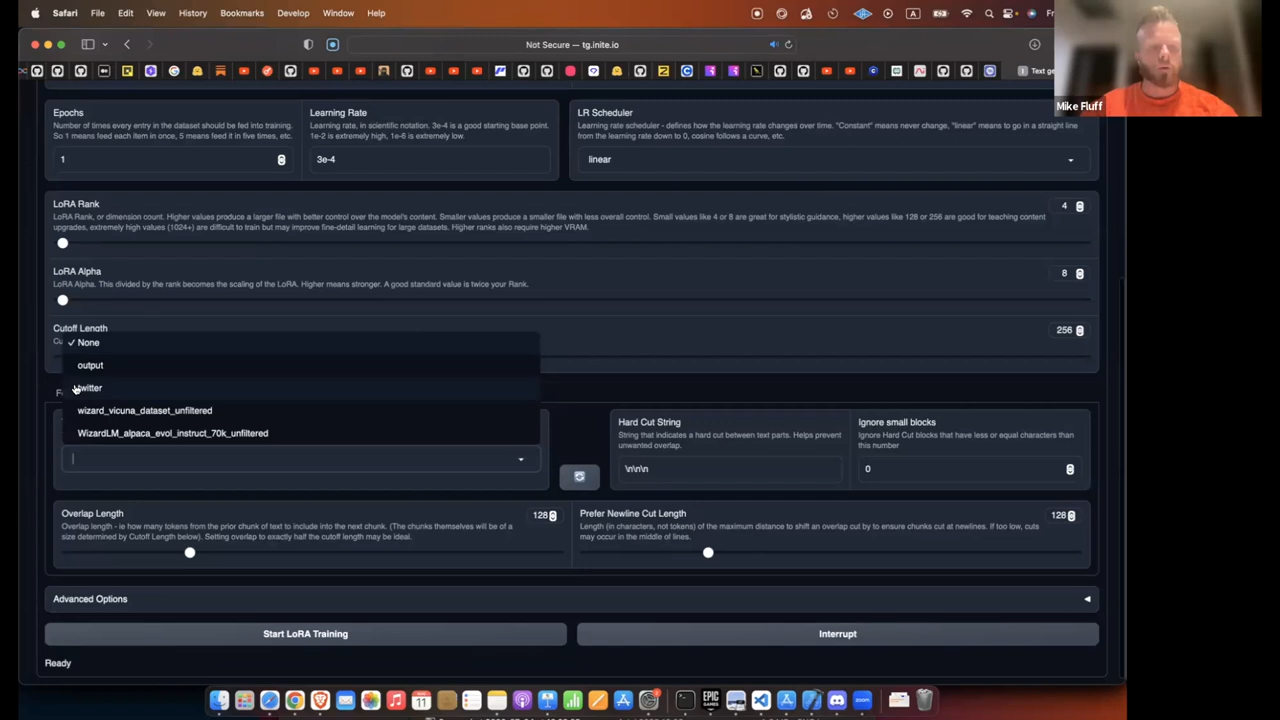 Safari File Edit View History Bookmarks Develop Window Help
Not Secure — tg.inite.io
Mike Fluff
Epochs
Number of times every entry in the dataset should be fed into training.
So 1 means feed each item in once, 5 means feed it in five times, etc.
1
Learning Rate
Learning rate, in scientific notation. 3e-4 is a good starting base point.
1e-2 is extremely high, 1e-6 is extremely low.
3e-4
LR Scheduler
Learning rate scheduler - defines how the learning rate changes over time. "Constant" means never change, "linear" means to go in a straight line
from the learning rate down to 0, cosine follows a curve, etc.
linear
LoRA Rank
LoRA Rank, or dimension count. Higher values produce a larger file with better control over the model's content. Smaller values produce a smaller file with less overall control. Small values like 4 or 8 are great for stylistic guidance, higher values like 128 or 256 are good for teaching content
upgrades, extremely high values (1024+) are difficult to train but may improve fine-detail learning for large datasets. Higher ranks also require higher VRAM.
4
LoRA Alpha
LoRA Alpha. This divided by the rank becomes the scaling of the LoRA. Higher means stronger. A good standard value is twice your Rank.
8
Cutoff Length
256
✓ None
output
twitter
wizard_vicuna_dataset_unfiltered
WizardLM_alpaca_evol_instruct_70k_unfiltered
Hard Cut String
String that indicates a hard cut between text parts. Helps prevent
unwanted overlap.
\n\n\n
Ignore small blocks
Ignore Hard Cut blocks that have less or equal characters than
this number
0
Overlap Length
Overlap length - ie how many tokens from the prior chunk of text to include into the next chunk. (The chunks themselves will be of a
size determined by Cutoff Length below). Setting overlap to exactly half the cutoff length may be ideal.
128
Prefer Newline Cut Length
Length (in characters, not tokens) of the maximum distance to shift an overlap cut by to ensure chunks cut at newlines. If too low, cuts
may occur in the middle of lines.
128
Advanced Options
Start LoRA Training
Interrupt
Ready